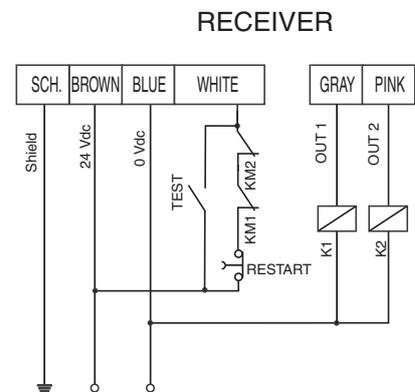 RECEIVER
SCH. BROWN BLUE WHITE GRAY PINK
Shield
24 Vdc
0 Vdc
TEST
KM2
KM1
RESTART
OUT 1
OUT 2
K1
K2